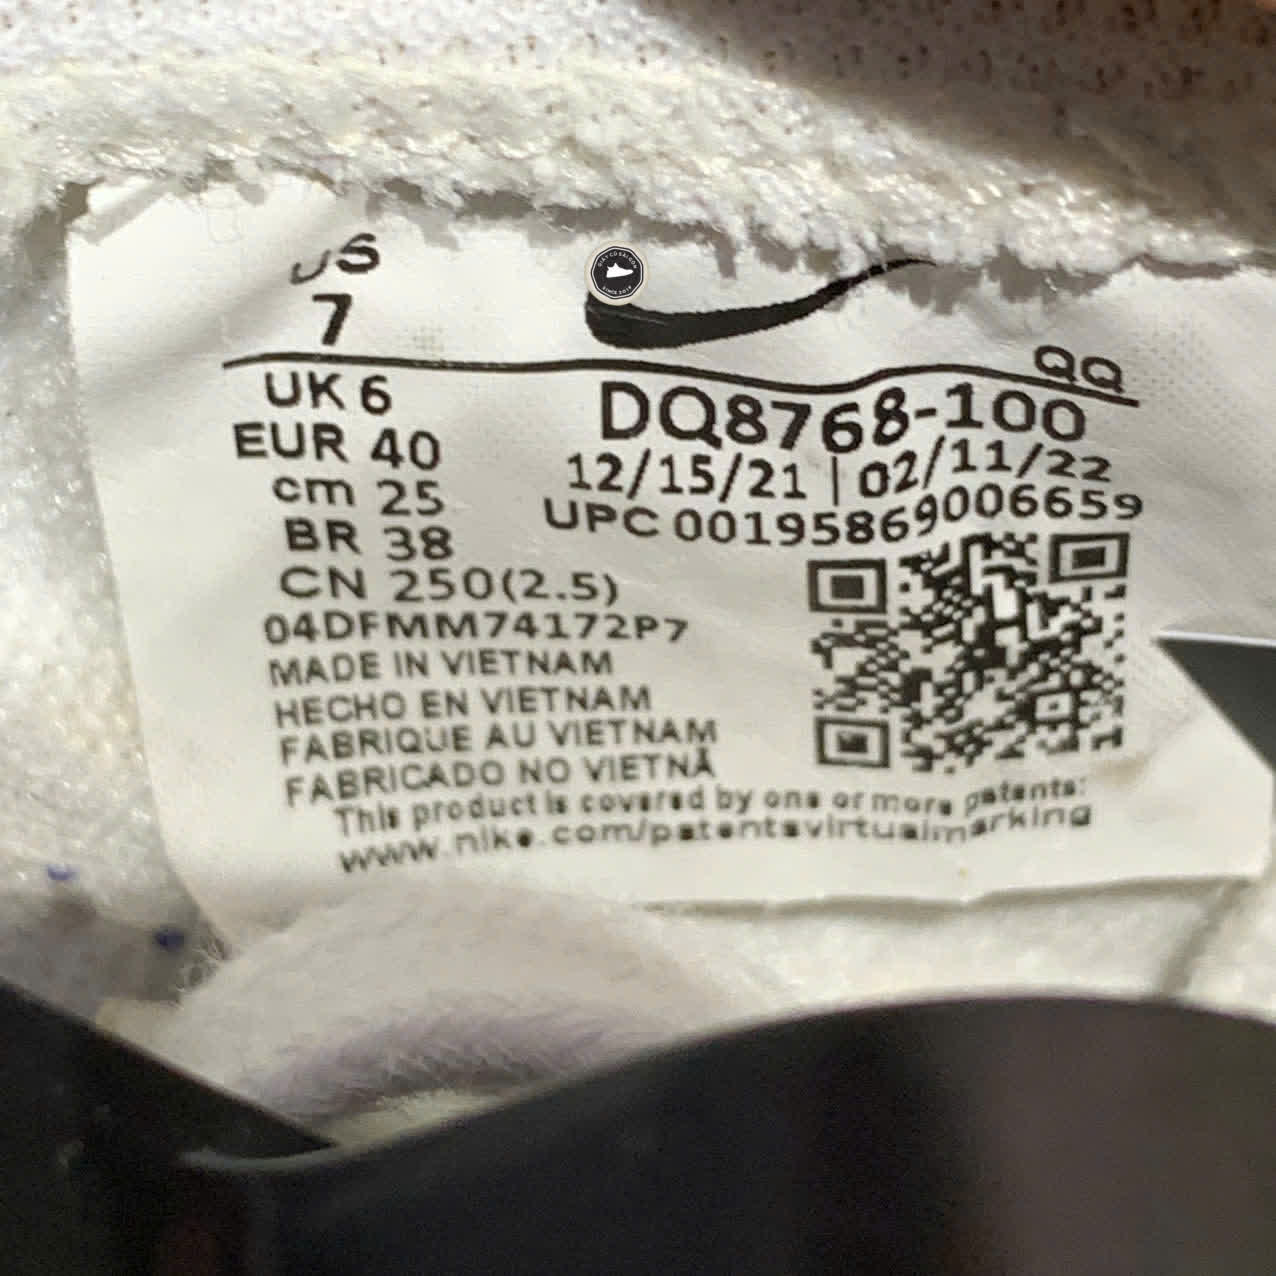 US
7
QQ
UK 6
EUR 40
cm 25
BR 38
CN 250(2.5)
DQ8768-100
12/15/21 | 02/11/22
UPC 00195869006659
04DFMM74172P7
MADE IN VIETNAM
HECHO EN VIETNAM
FABRIQUE AU VIETNAM
FABRICADO NO VIETNÃ
This product is covered by one or more patents:
www.nike.com/patentsvirtualmarking
SINCE 2019